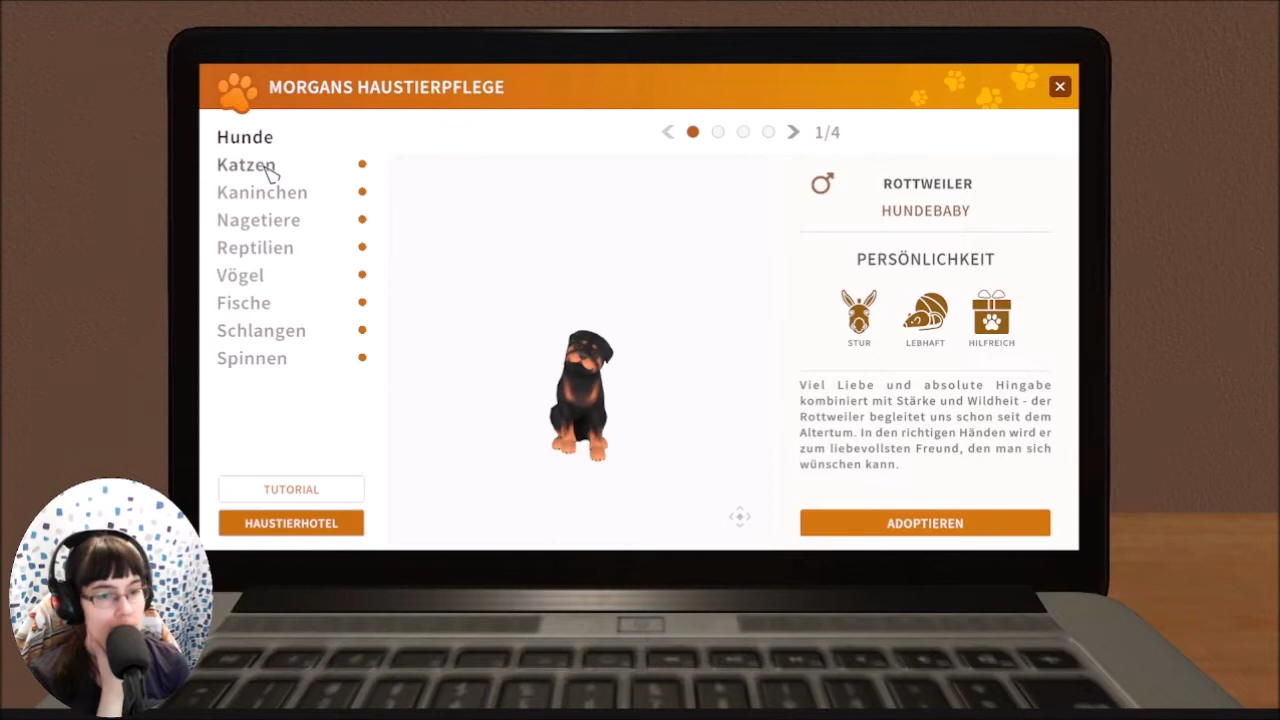 MORGANS HAUSTIERPFLEGE
Hunde
Katzen
Kaninchen
Nagetiere
Reptilien
Vögel
Fische
Schlangen
Spinnen
TUTORIAL
HAUSTIERHOTEL
1/4
ROTTWEILER
HUNDEBABY
PERSÖNLICHKEIT
STUR LEBHAFT HILFREICH
Viel Liebe und absolute Hingabe
kombiniert mit Stärke und Wildheit - der
Rottweiler begleitet uns schon seit dem
Altertum. In den richtigen Händen wird er
zum liebevollsten Freund, den man sich
wünschen kann.
ADOPTIEREN